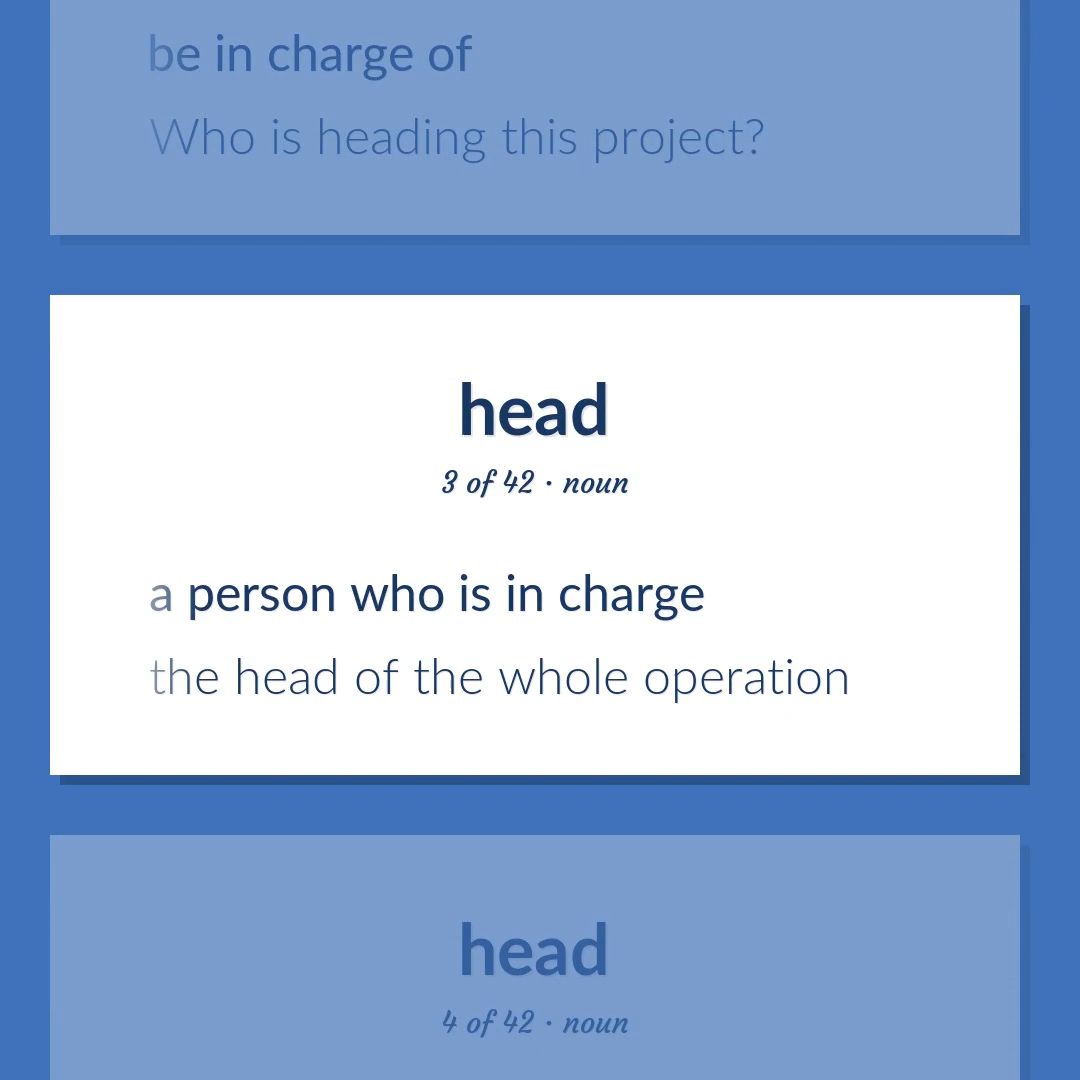 be in charge of
Who is heading this project?
head
3 of 42 · noun
a person who is in charge
the head of the whole operation
head
4 of 42 · noun